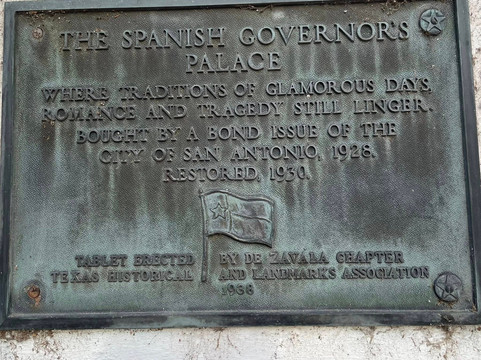 THE SPANISH GOVERNOR'S
PALACE
WHERE TRADITIONS OF GLAMOROUS DAYS,
ROMANCE AND TRAGEDY STILL LINGER.
BOUGHT BY A BOND ISSUE OF THE
CITY OF SAN ANTONIO, 1928.
RESTORED, 1930.
TABLET ERECTED BY DE ZAVALA CHAPTER
TEXAS HISTORICAL AND LANDMARKS ASSOCIATION
1938